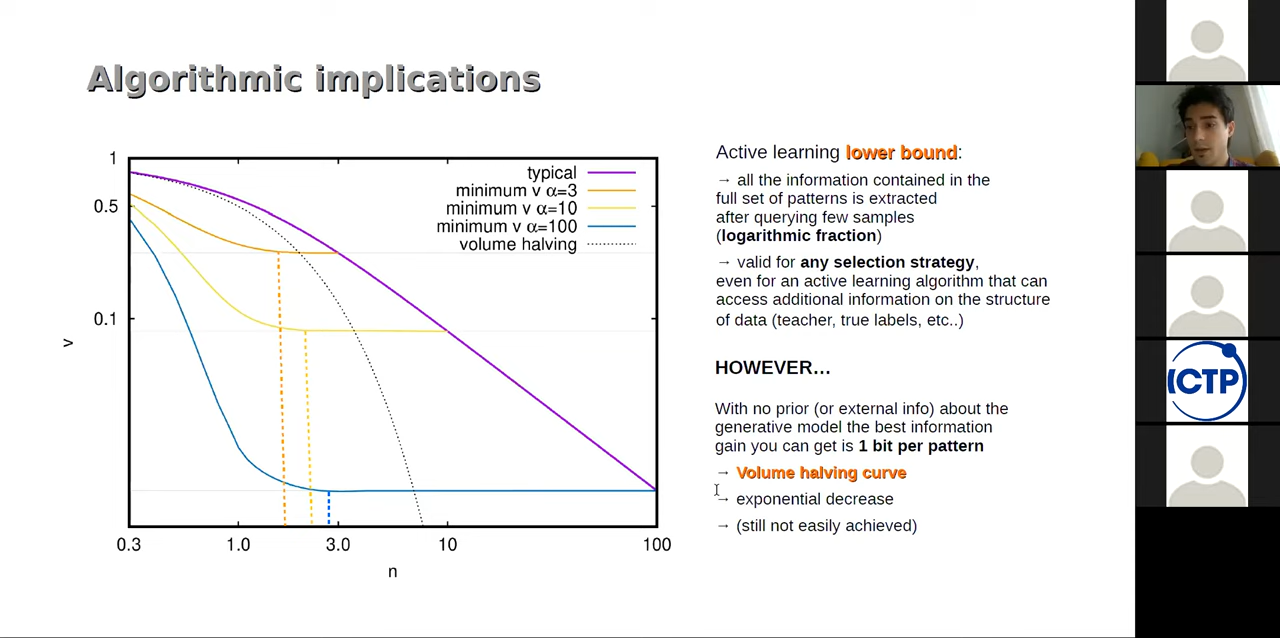 Algorithmic implications
1
0.5
0.1
v
typical
minimum v α=3
minimum v α=10
minimum v α=100
volume halving
0.3
1.0
3.0
10
100
n
Active learning lower bound:
→ all the information contained in the
full set of patterns is extracted
after querying few samples
(logarithmic fraction)
→ valid for any selection strategy,
even for an active learning algorithm that can
access additional information on the structure
of data (teacher, true labels, etc..)
HOWEVER...
With no prior (or external info) about the
generative model the best information
gain you can get is 1 bit per pattern
→ Volume halving curve
→ exponential decrease
→ (still not easily achieved)
ICTP